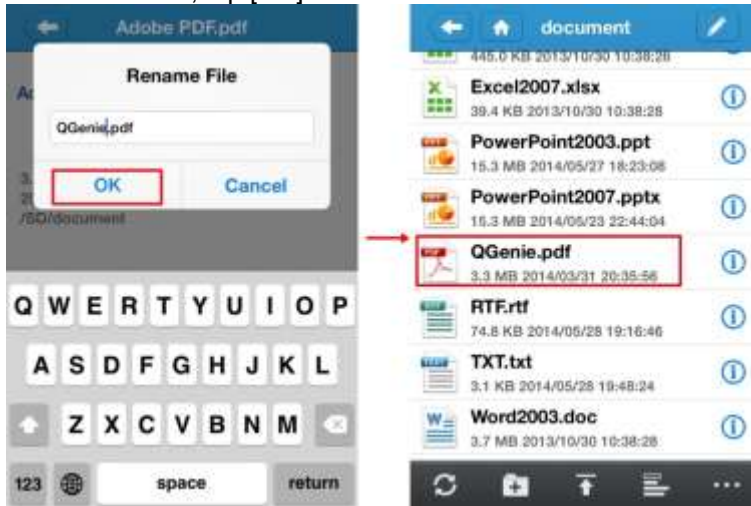 Adobe PDF.pdf
Rename File
QGenie.pdf
OK
Cancel
/SD/document
Q W E R T Y U I O P
A S D F G H J K L
Z X C V B N M
123
space
return
document
445.0 KB 2013/10/30 10:38:28
Excel2007.xlsx
39.4 KB 2013/10/30 10:38:28
PowerPoint2003.ppt
15.3 MB 2014/05/27 18:23:08
PowerPoint2007.pptx
15.3 MB 2014/05/23 22:44:04
QGenie.pdf
3.3 MB 2014/03/31 20:35:56
RTF.rtf
74.8 KB 2014/05/28 19:16:46
TXT.txt
3.1 KB 2014/05/28 19:48:24
Word2003.doc
3.7 MB 2013/10/30 10:38:28